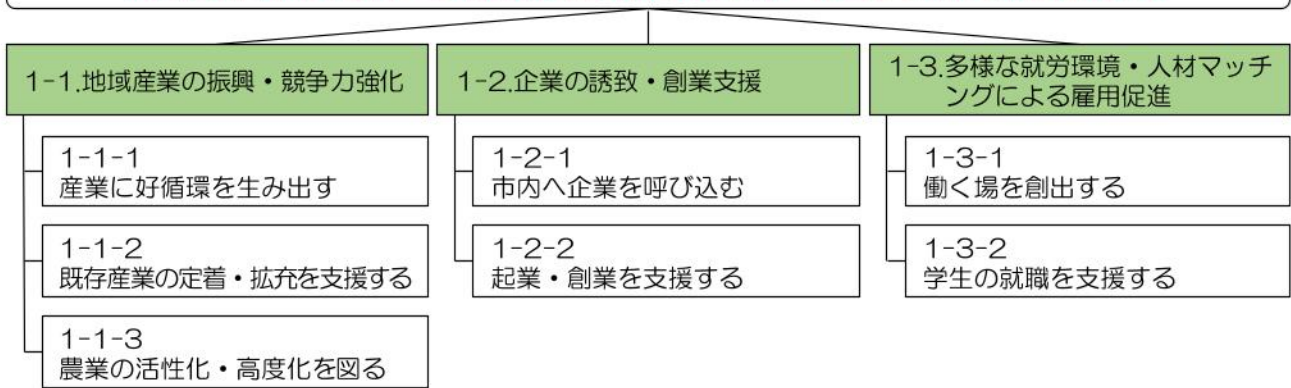 1-1.地域産業の振興・競争力強化
1-1-1
産業に好循環を生み出す
1-1-2
既存産業の定着・拡充を支援する
1-1-3
農業の活性化・高度化を図る
1-2.企業の誘致・創業支援
1-2-1
市内へ企業を呼び込む
1-2-2
起業・創業を支援する
1-3.多様な就労環境・人材マッチ
ングによる雇用促進
1-3-1
働く場を創出する
1-3-2
学生の就職を支援する